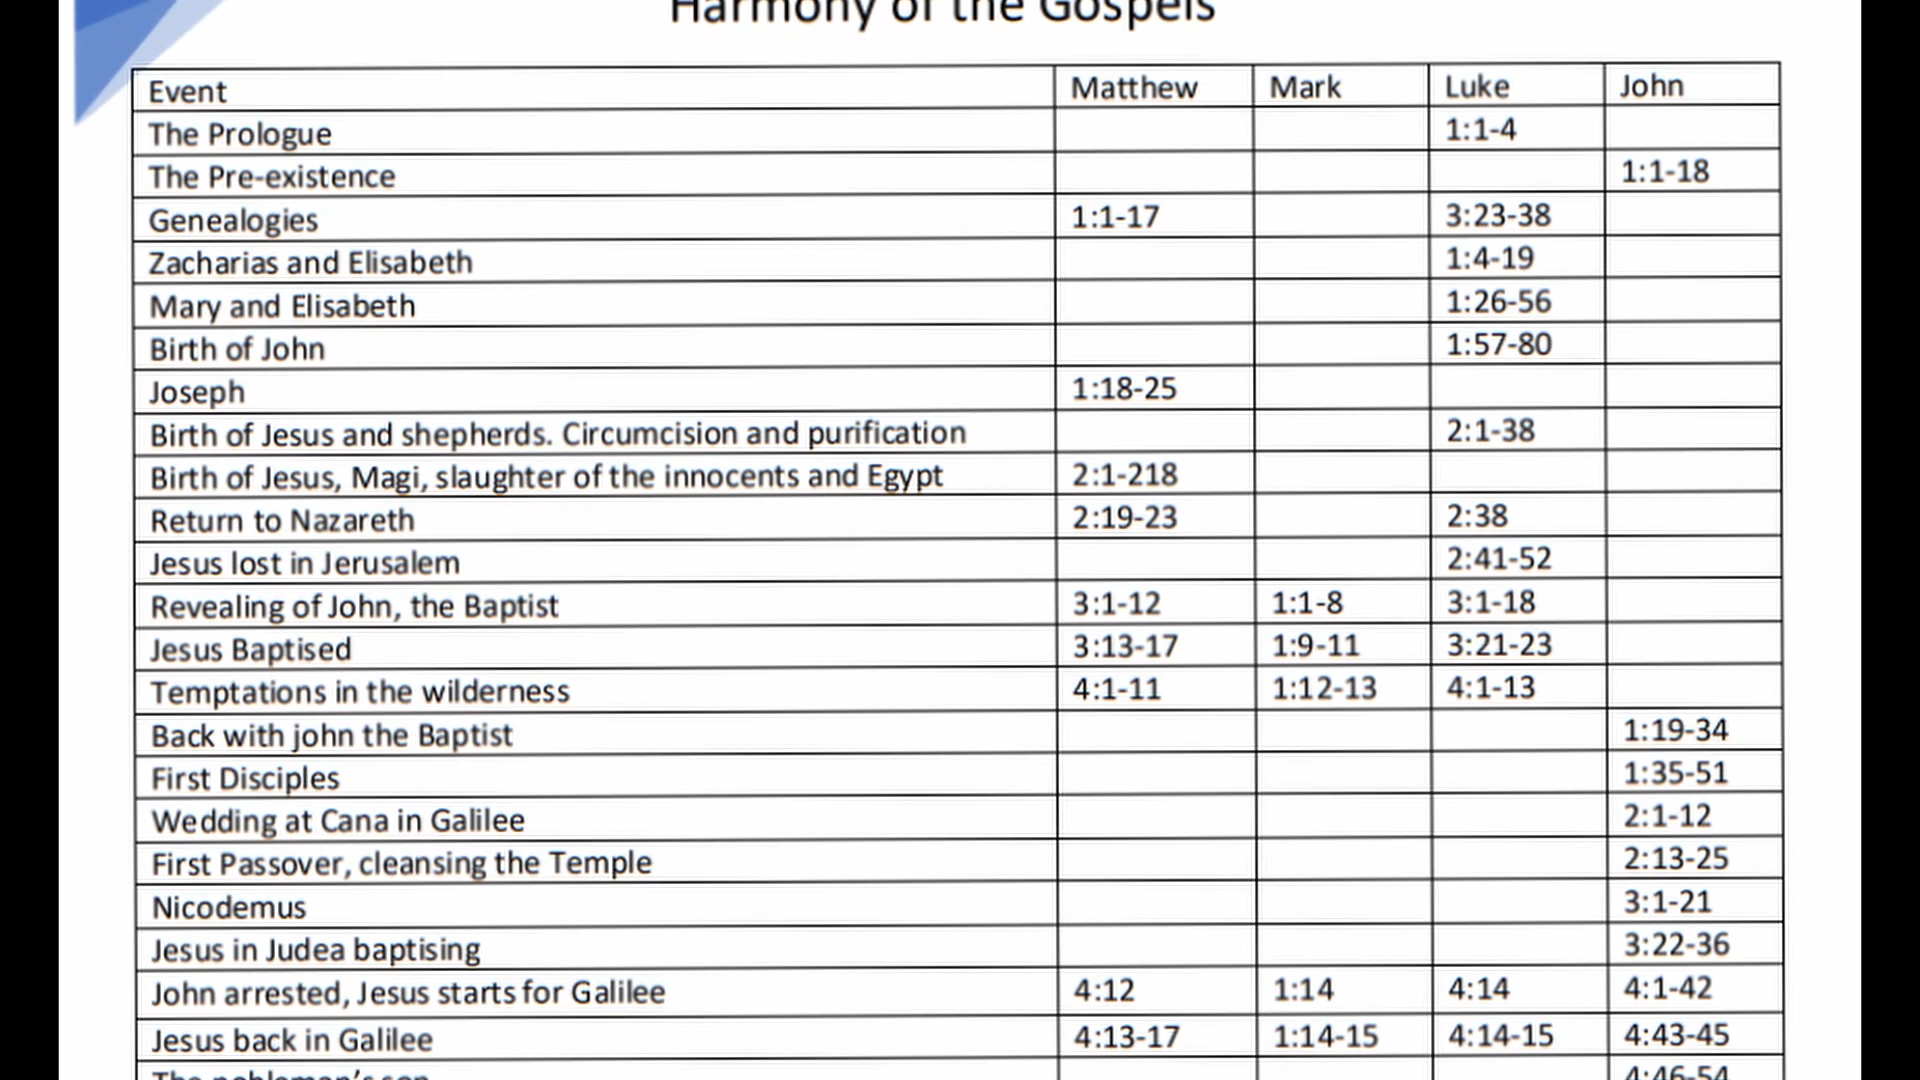 Harmony of the Gospels
Event Matthew Mark Luke John
The Prologue 1:1-4
The Pre-existence 1:1-18
Genealogies 1:1-17 3:23-38
Zacharias and Elisabeth 1:4-19
Mary and Elisabeth 1:26-56
Birth of John 1:57-80
Joseph 1:18-25
Birth of Jesus and shepherds. Circumcision and purification 2:1-38
Birth of Jesus, Magi, slaughter of the innocents and Egypt 2:1-218
Return to Nazareth 2:19-23 2:38
Jesus lost in Jerusalem 2:41-52
Revealing of John, the Baptist 3:1-12 1:1-8 3:1-18
Jesus Baptised 3:13-17 1:9-11 3:21-23
Temptations in the wilderness 4:1-11 1:12-13 4:1-13
Back with john the Baptist 1:19-34
First Disciples 1:35-51
Wedding at Cana in Galilee 2:1-12
First Passover, cleansing the Temple 2:13-25
Nicodemus 3:1-21
Jesus in Judea baptising 3:22-36
John arrested, Jesus starts for Galilee 4:12 1:14 4:14 4:1-42
Jesus back in Galilee 4:13-17 1:14-15 4:14-15 4:43-45
The nobleman's son 4:46-54